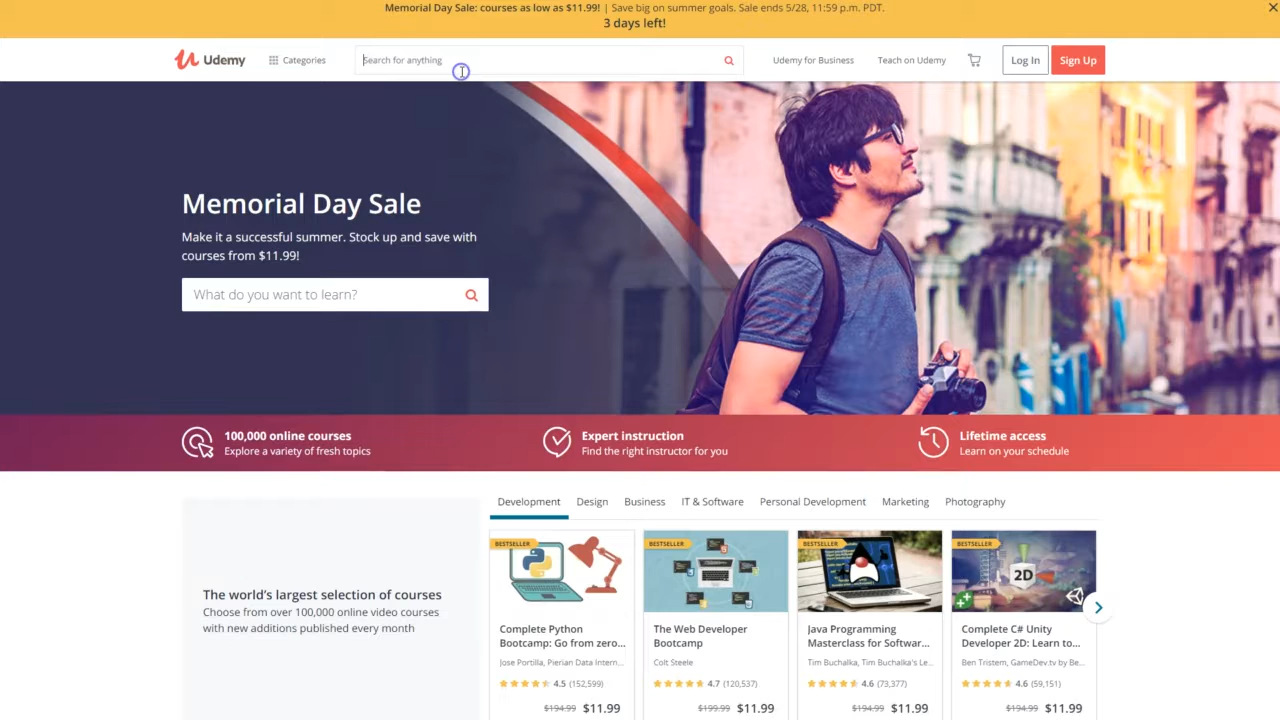 Memorial Day Sale: courses as low as $11.99! | Save big on summer goals. Sale ends 5/28, 11:59 p.m. PDT.
3 days left!
Udemy
Categories
Search for anything
Udemy for Business
Teach on Udemy
Log In
Sign Up
Memorial Day Sale
Make it a successful summer. Stock up and save with
courses from $11.99!
What do you want to learn?
100,000 online courses
Explore a variety of fresh topics
Expert instruction
Find the right instructor for you
Lifetime access
Learn on your schedule
Development Design Business IT & Software Personal Development Marketing Photography
The world's largest selection of courses
Choose from over 100,000 online video courses
with new additions published every month
BESTSELLER
Complete Python
Bootcamp: Go from zero...
Jose Portilla, Pierian Data Intern...
4.5 (152,599)
$194.99 $11.99
BESTSELLER
The Web Developer
Bootcamp
Colt Steele
4.7 (120,537)
$199.99 $11.99
BESTSELLER
Java Programming
Masterclass for Softwar...
Tim Buchalka, Tim Buchalka's Le...
4.6 (73,377)
$194.99 $11.99
BESTSELLER
2D
Complete C# Unity
Developer 2D: Learn to...
Ben Tristem, GameDev.tv by Be...
4.6 (59,151)
$194.99 $11.99